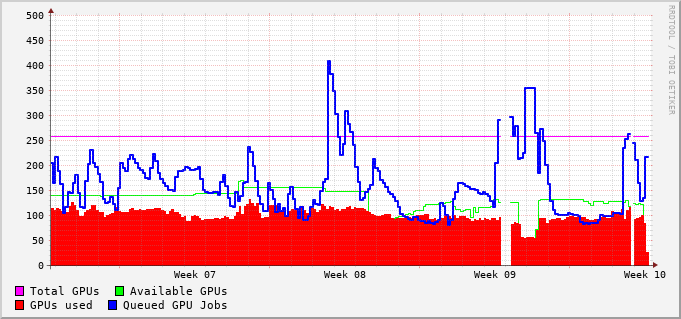 500
450
400
350
300
250
200
150
100
50
0
Week 07 Week 08 Week 09 Week 10
Total GPUs Available GPUs
GPUs used Queued GPU Jobs
RRDTOOL / TOBI OETIKER